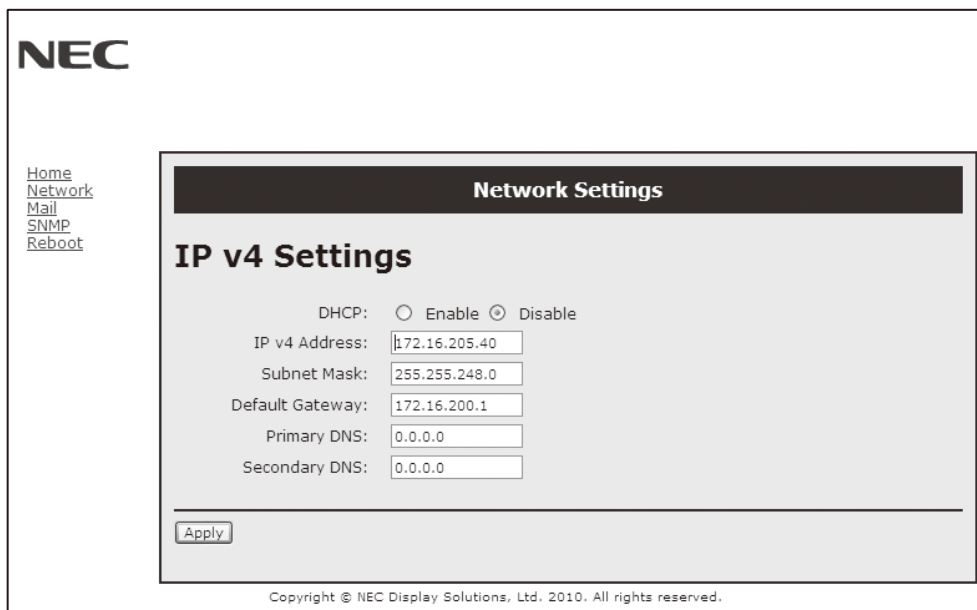 NEC
Home
Network
Mail
SNMP
Reboot
Network Settings
IP v4 Settings
DHCP: Enable Disable
IP v4 Address: 172.16.205.40
Subnet Mask: 255.255.248.0
Default Gateway: 172.16.200.1
Primary DNS: 0.0.0.0
Secondary DNS: 0.0.0.0
Apply
Copyright © NEC Display Solutions, Ltd. 2010. All rights reserved.